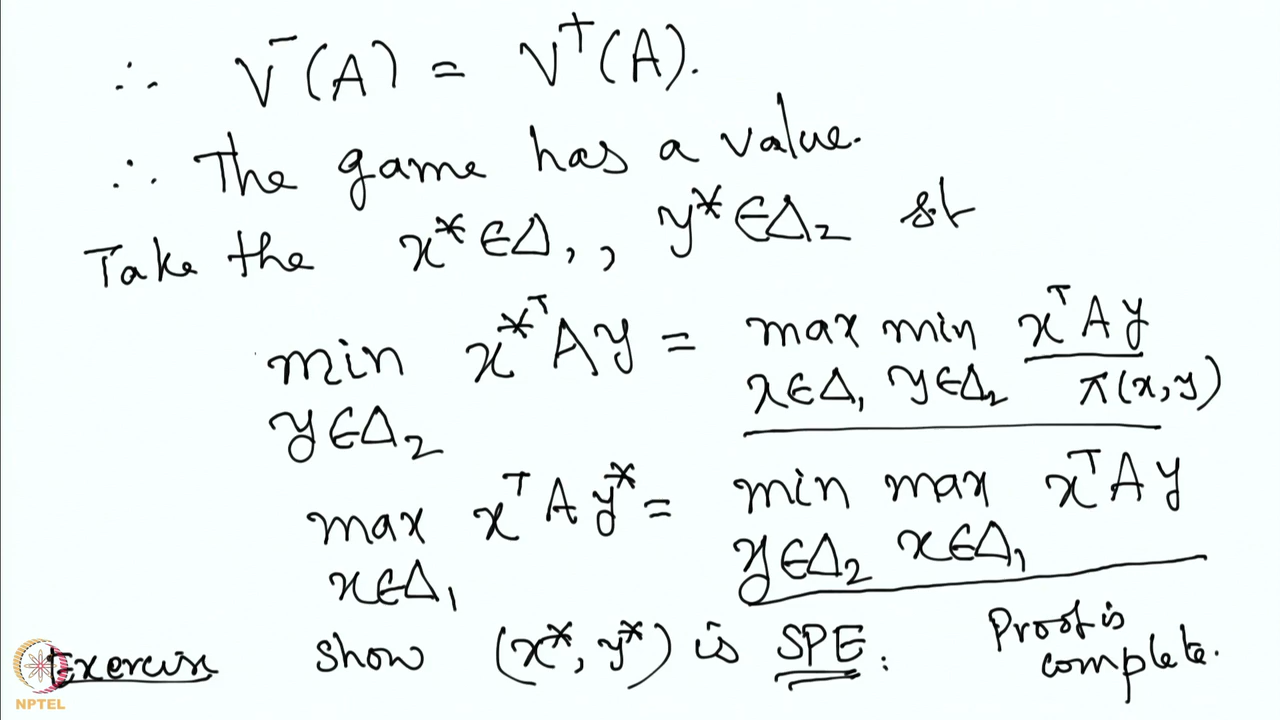 ∴ V⁻(A) = V⁺(A).
∴ The game has a value.
Take the x* ∈ Δ₁, y* ∈ Δ₂ st
min x*ᵀAy = max min xᵀAy
y∈Δ₂ x∈Δ₁ y∈Δ₂ π(x,y)
max xᵀAy* = min max xᵀAy
x∈Δ₁ y∈Δ₂ x∈Δ₁
Exercise Show (x*, y*) is SPE. Proof is
complete.
NPTEL